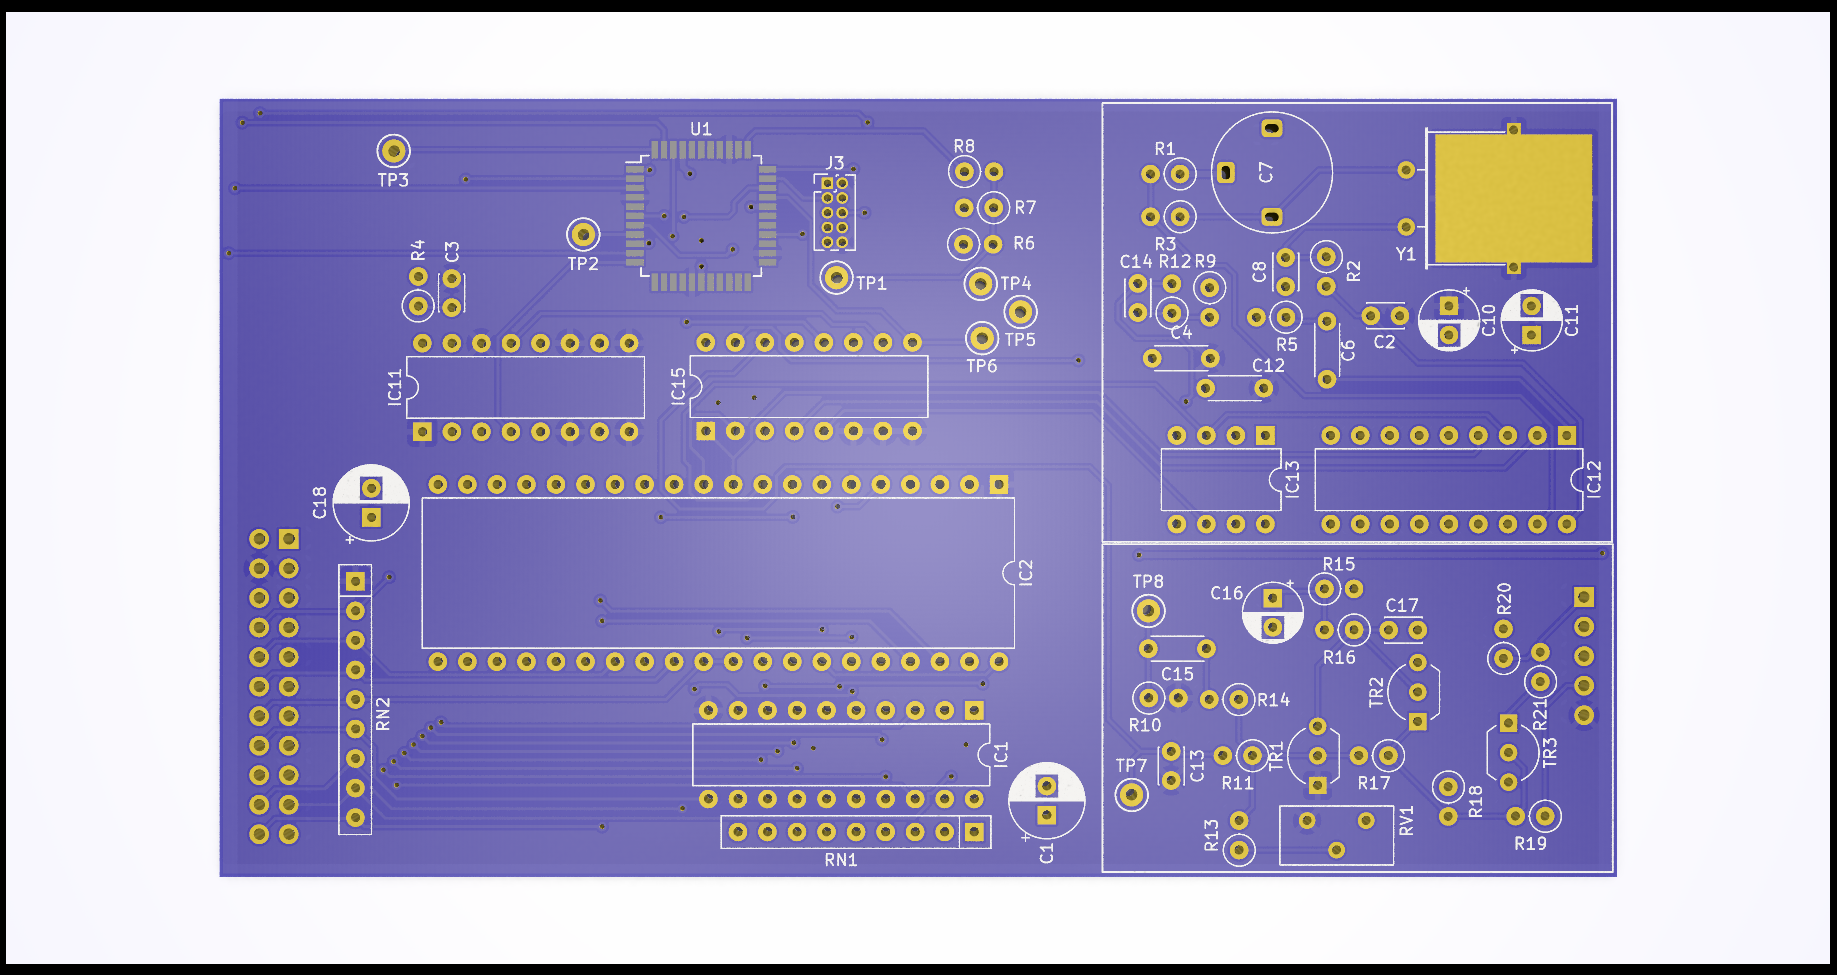 U1
TP3
TP2
R4
C3
J3
R8
R7
R6
TP1
TP4
TP5
TP6
IC11
IC15
R1
R3
C7
Y1
C14
R12
R9
C8
R2
C4
R5
C6
C2
+
C10
+
C11
C12
IC13
IC12
C18
+
IC2
RN2
IC1
RN1
+
C1
TP8
C16
+
R15
C17
R20
R16
C15
TR2
R10
R14
R21
TR3
TP7
C13
R11
TR1
R17
R18
R13
RV1
R19